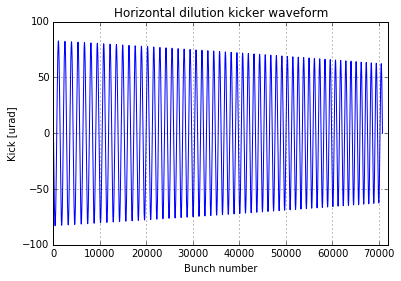 Horizontal dilution kicker waveform
100
50
0
−50
−100
Kick [urad]
0 10000 20000 30000 40000 50000 60000 70000
Bunch number